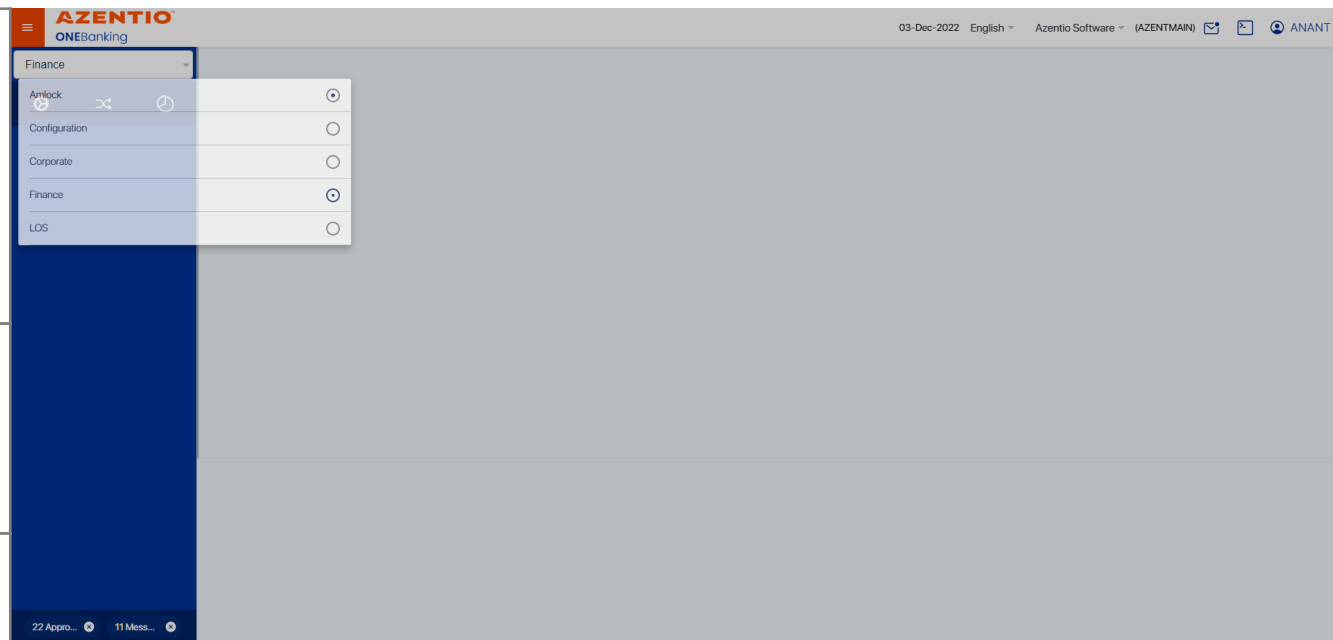 AZENTIO
ONEBanking
03-Dec-2022 English Azentio Software (AZENTMAIN) ANANT
Finance
Amlock
Configuration
Corporate
Finance
LOS
22 Appro... 11 Mess...